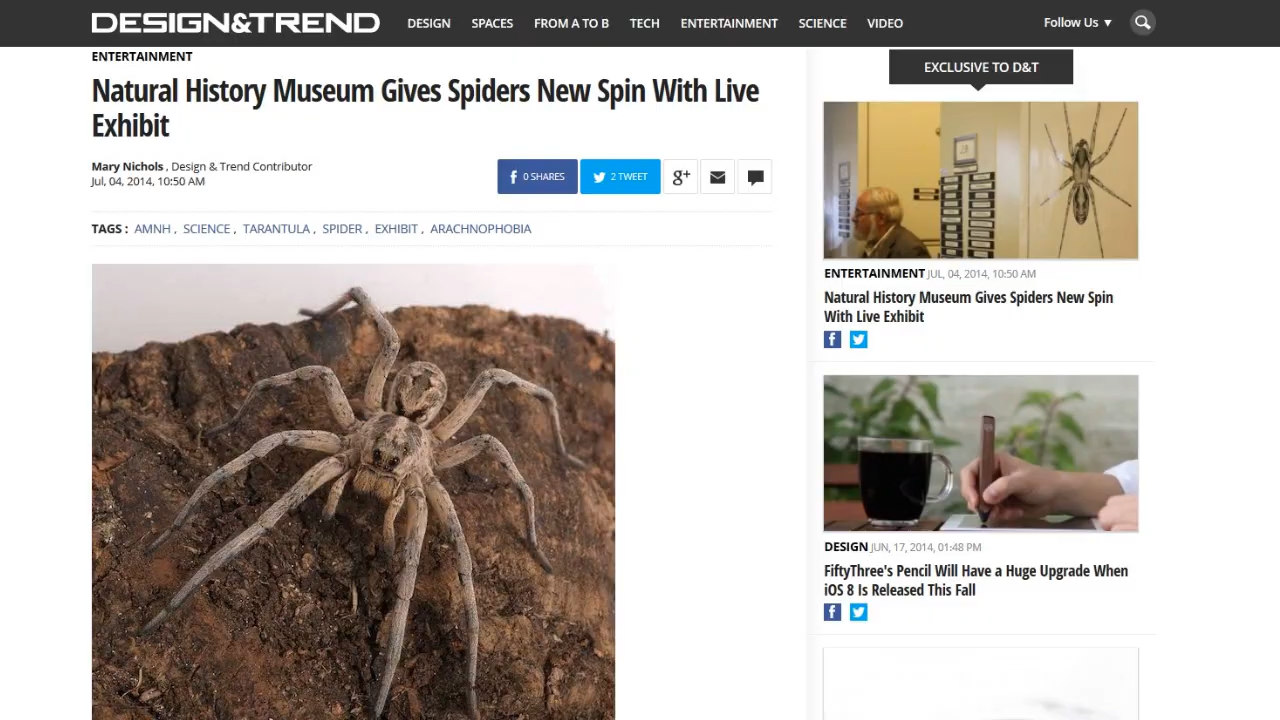 DESIGN&TREND
DESIGN SPACES FROM A TO B TECH ENTERTAINMENT SCIENCE VIDEO
Follow Us ▼
ENTERTAINMENT
Natural History Museum Gives Spiders New Spin With Live
Exhibit
Mary Nichols , Design & Trend Contributor
Jul, 04, 2014, 10:50 AM
f 0 SHARES
2 TWEET
g+
TAGS : AMNH , SCIENCE , TARANTULA , SPIDER , EXHIBIT , ARACHNOPHOBIA
EXCLUSIVE TO D&T
ENTERTAINMENT JUL, 04, 2014, 10:50 AM
Natural History Museum Gives Spiders New Spin
With Live Exhibit
f
DESIGN JUN, 17, 2014, 01:48 PM
FiftyThree's Pencil Will Have a Huge Upgrade When
iOS 8 Is Released This Fall
f